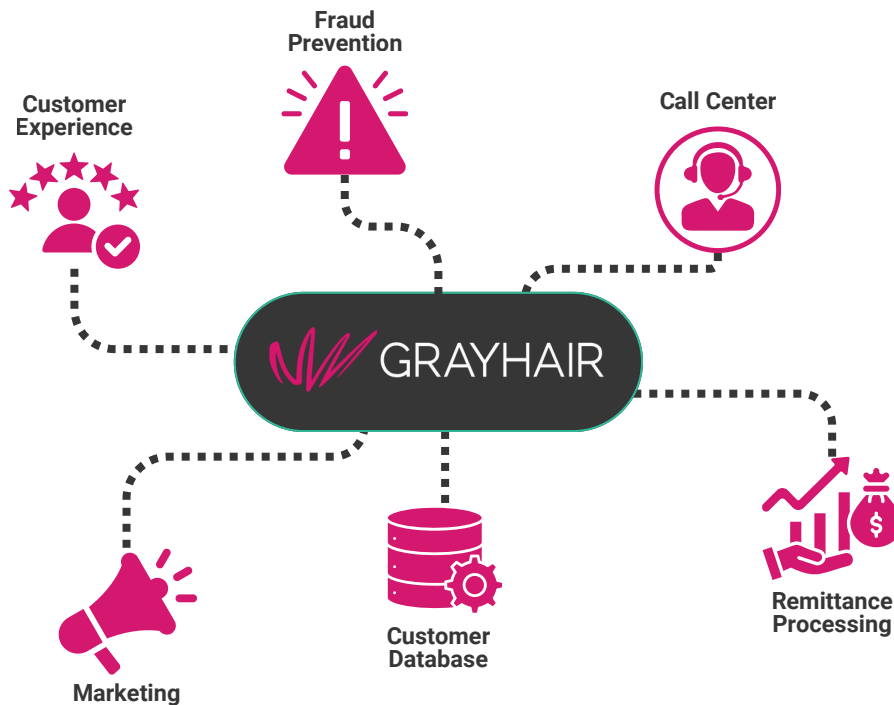 Fraud
Prevention
Customer
Experience
Call Center
GRAYHAIR
$
Remittance
Processing
Customer
Database
Marketing